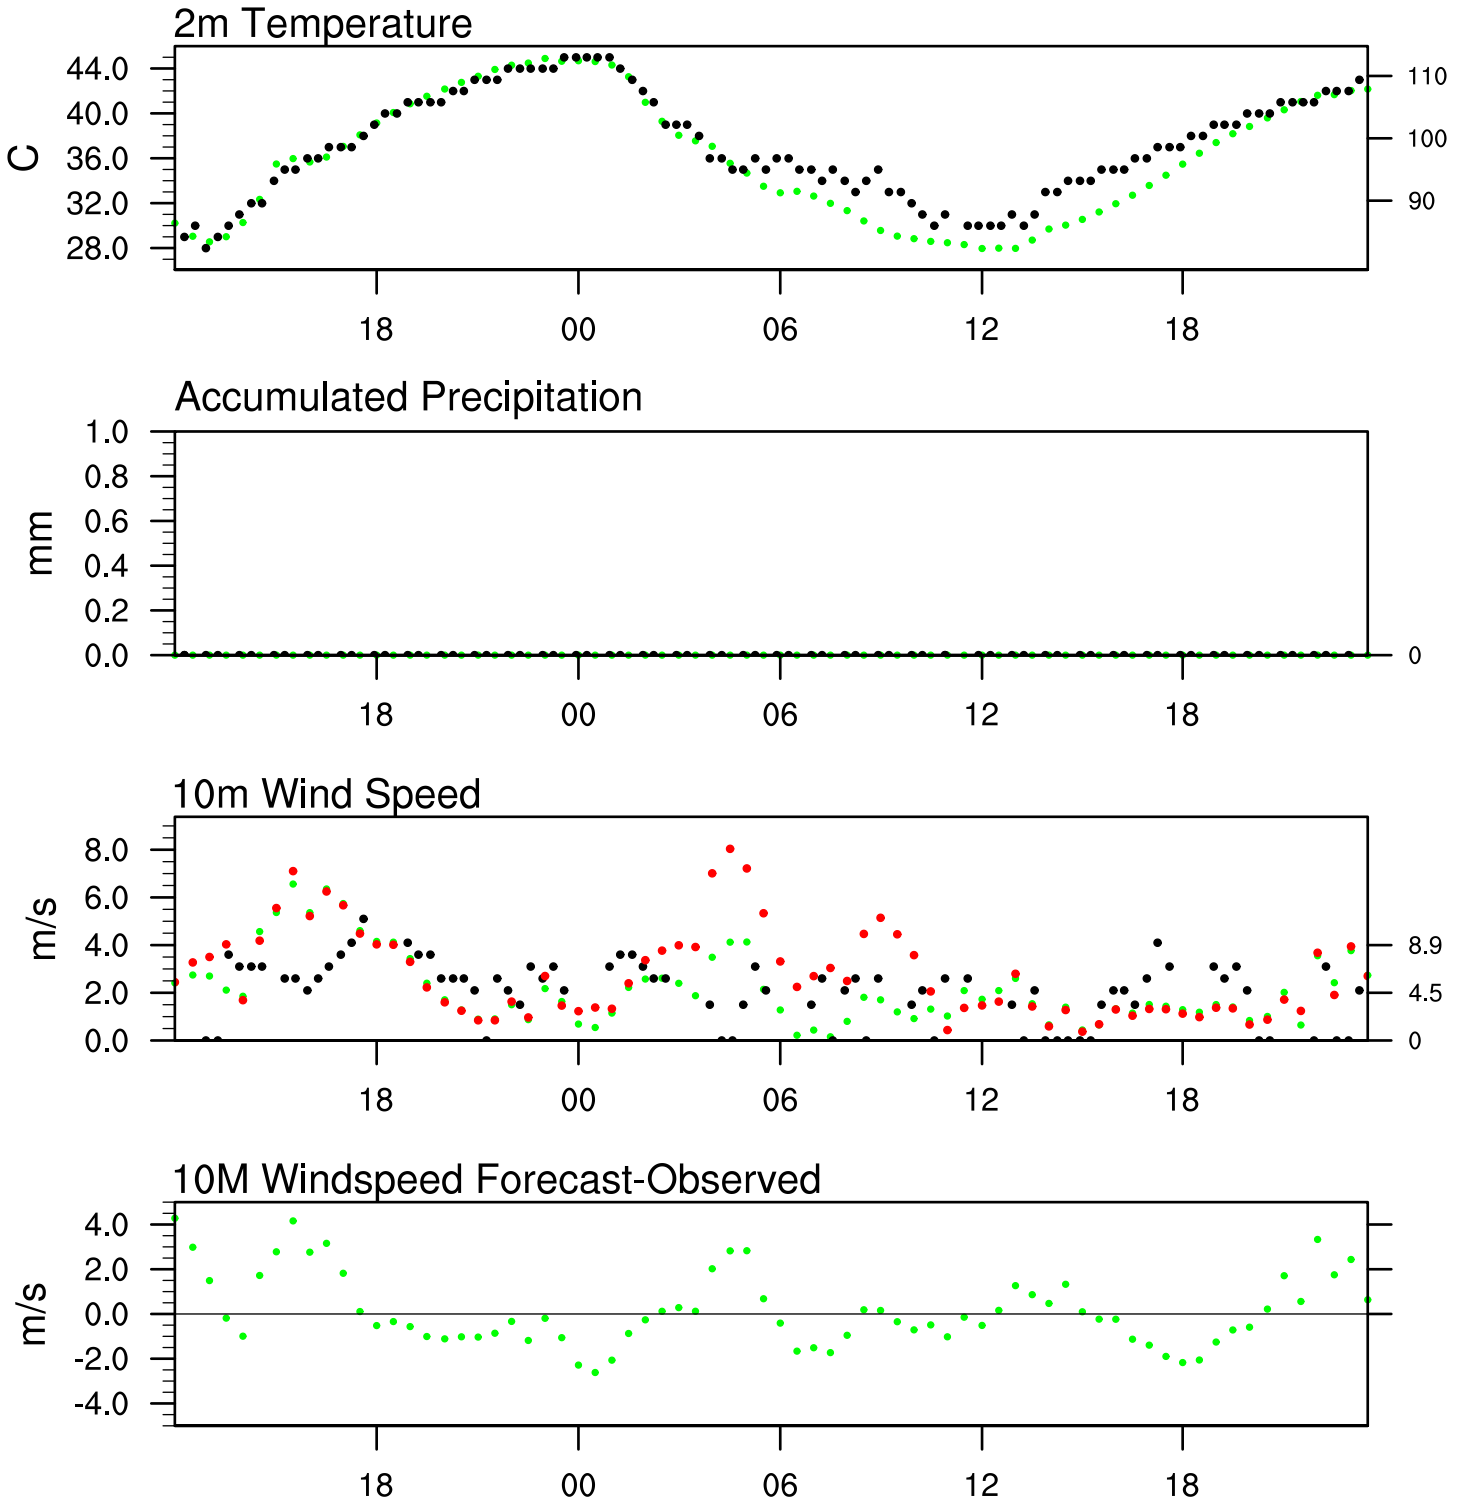 2m Temperature
44.0
40.0
36.0
32.0
28.0
C
110
100
90
18 00 06 12 18
Accumulated Precipitation
1.0
0.8
0.6
0.4
0.2
0.0
mm
0
18 00 06 12 18
10m Wind Speed
8.0
6.0
4.0
2.0
0.0
m/s
8.9
4.5
0
18 00 06 12 18
10M Windspeed Forecast-Observed
4.0
2.0
0.0
-2.0
-4.0
m/s
18 00 06 12 18